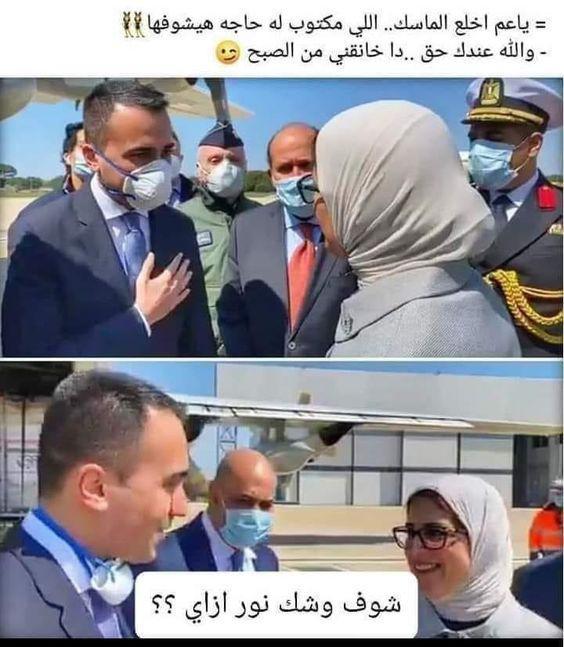 = ياعم اخلع الماسك.. اللي مكتوب له حاجه هيشوفها👯👯
- والله عندك حق ..دا خانقني من الصبح 😉
شوف وشك نور ازاي ؟؟